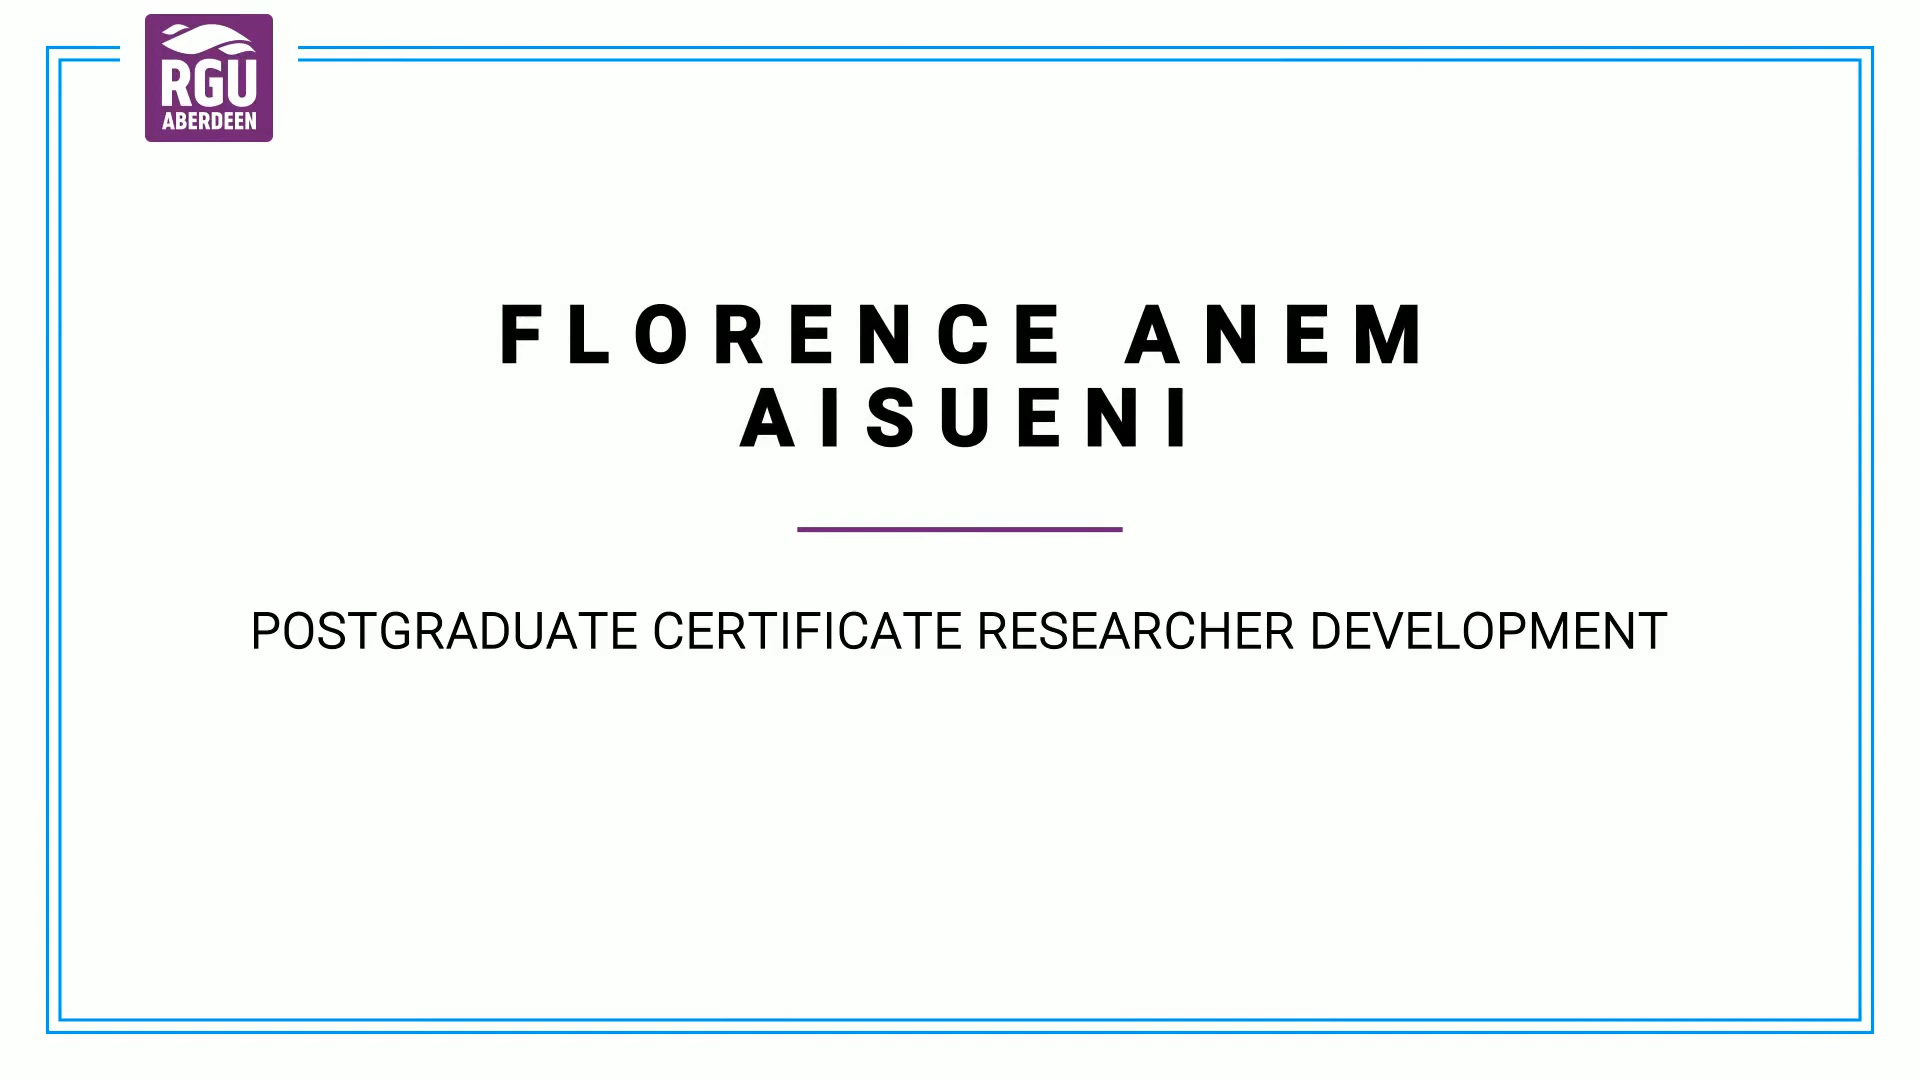 RGU
ABERDEEN
FLORENCE ANEM
AISUENI
POSTGRADUATE CERTIFICATE RESEARCHER DEVELOPMENT